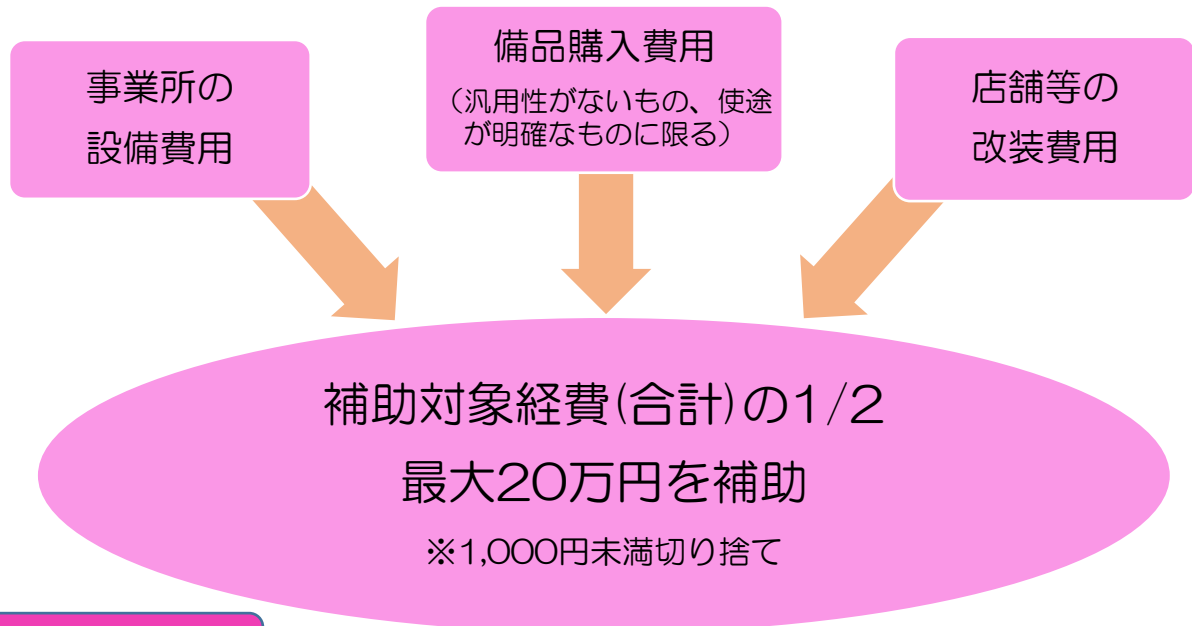 事業所の
設備費用
備品購入費用
（汎用性がないもの、使途
が明確なものに限る）
店舗等の
改装費用
補助対象経費(合計)の1/2
最大20万円を補助
※1,000円未満切り捨て